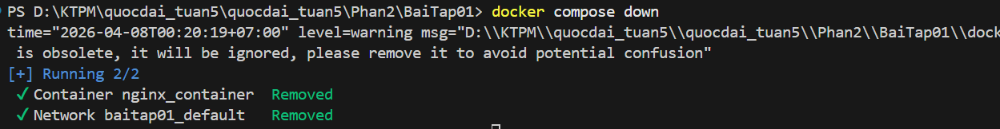 PS D:\KTPM\quocdai_tuan5\quocdai_tuan5\Phan2\BaiTap01> docker compose down
time="2026-04-08T00:20:19+07:00" level=warning msg="D:\\KTPM\\quocdai_tuan5\\quocdai_tuan5\\Phan2\\BaiTap01\\dock
is obsolete, it will be ignored, please remove it to avoid potential confusion"
[+] Running 2/2
✓ Container nginx_container Removed
✓ Network baitap01_default Removed